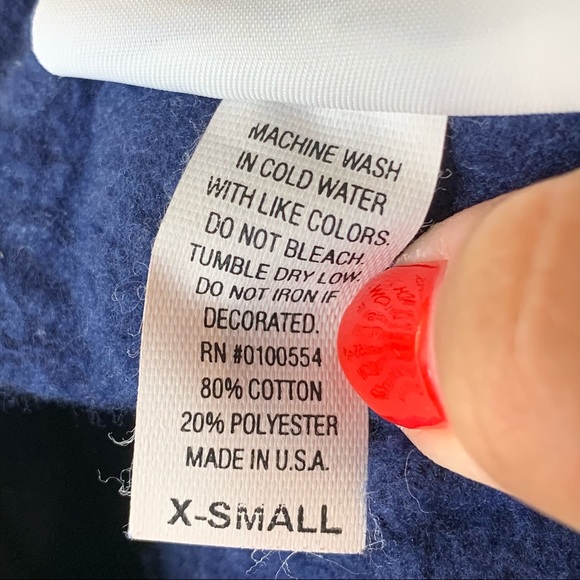 MACHINE WASH
IN COLD WATER
WITH LIKE COLORS.
DO NOT BLEACH.
TUMBLE DRY LOW.
DO NOT IRON IF
DECORATED.
RN #0100554
80% COTTON
20% POLYESTER
MADE IN U.S.A.
X-SMALL